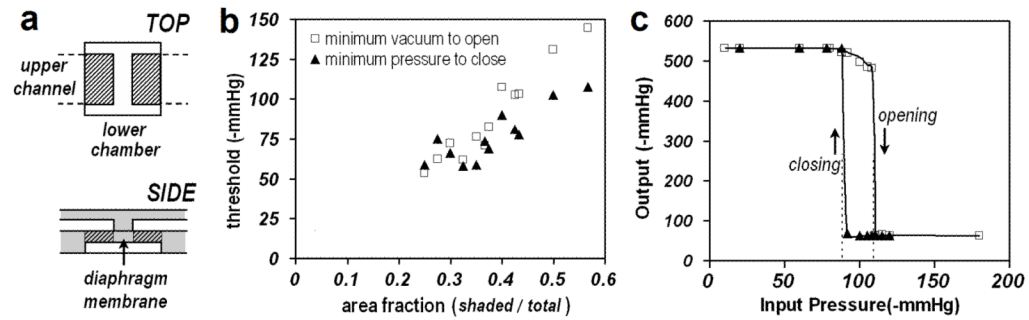 a
TOP
upper
channel
lower
chamber
SIDE
diaphragm
membrane
b
150
125
100
75
50
25
0
threshold (-mmHg)
minimum vacuum to open
minimum pressure to close
0 0.1 0.2 0.3 0.4 0.5 0.6
area fraction (shaded / total)
c
600
500
400
300
200
100
0
Output (-mmHg)
opening
closing
0 50 100 150 200
Input Pressure(-mmHg)